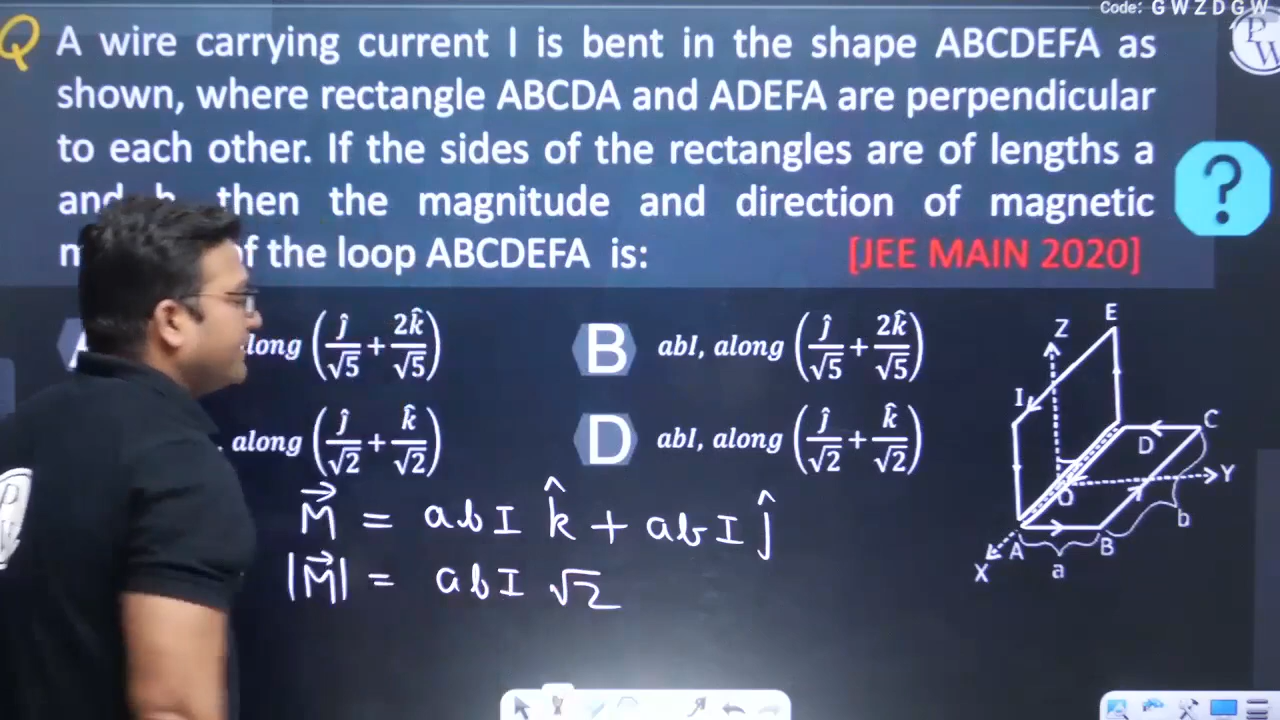 Code: G W Z D G W
Q A wire carrying current I is bent in the shape ABCDEFA as
shown, where rectangle ABCDA and ADEFA are perpendicular
to each other. If the sides of the rectangles are of lengths a
and then the magnitude and direction of magnetic
of the loop ABCDEFA is: [JEE MAIN 2020]
along (ĵ/√5 + 2k̂/√5)
B abI, along (ĵ/√5 + 2k̂/√5)
along (ĵ/√2 + k̂/√2)
D abI, along (ĵ/√2 + k̂/√2)
M⃗ = abI k̂ + abI ĵ
|M⃗| = abI √2
E
Z
I
C
D
Y
O
b
A
B
X
a
P
W
?